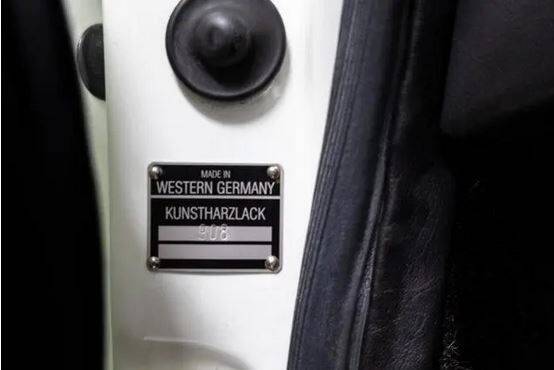 MADE IN
WESTERN GERMANY
KUNSTHARZLACK
908